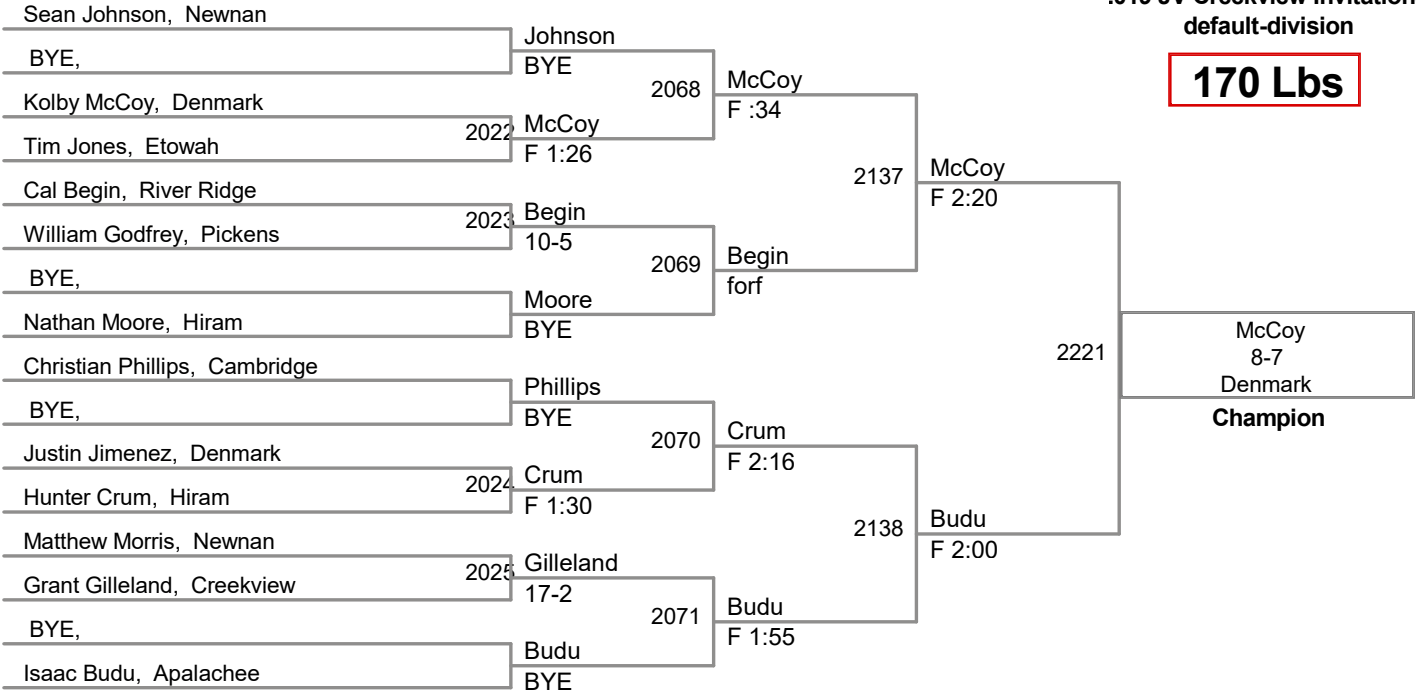 default-division
170 Lbs
Sean Johnson, Newnan
BYE,
Kolby McCoy, Denmark
Tim Jones, Etowah
Cal Begin, River Ridge
William Godfrey, Pickens
BYE,
Nathan Moore, Hiram
Christian Phillips, Cambridge
BYE,
Justin Jimenez, Denmark
Hunter Crum, Hiram
Matthew Morris, Newnan
Grant Gilleland, Creekview
BYE,
Isaac Budu, Apalachee
2022
2023
2024
2025
Johnson
BYE
McCoy
F 1:26
Begin
10-5
Moore
BYE
Phillips
BYE
Crum
F 1:30
Gilleland
17-2
Budu
BYE
2068
2069
2070
2071
McCoy
F :34
Begin
forf
Crum
F 2:16
Budu
F 1:55
2137
2138
McCoy
F 2:20
Budu
F 2:00
2221
McCoy
8-7
Denmark
Champion